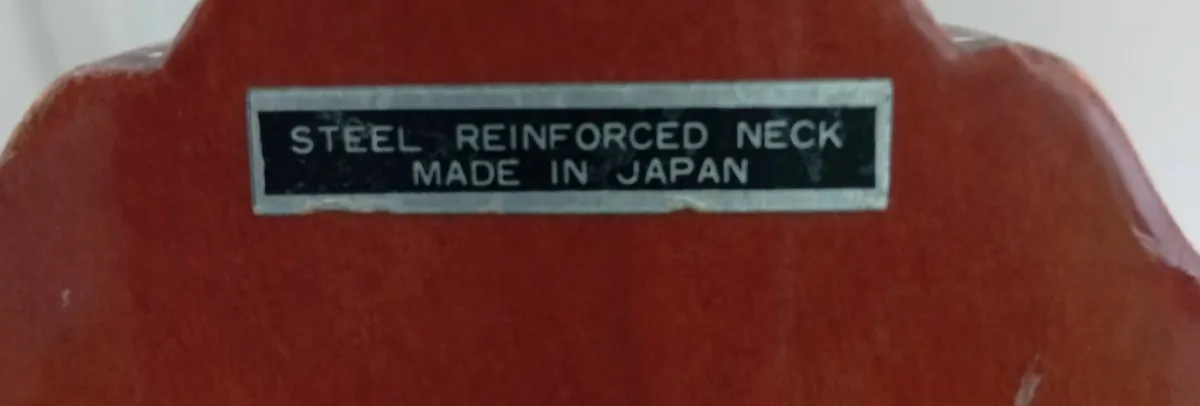 STEEL REINFORCED NECK
MADE IN JAPAN